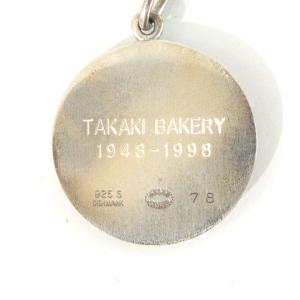 TAKAKI BAKERY
1948-1998
925 S 78
DENMARK